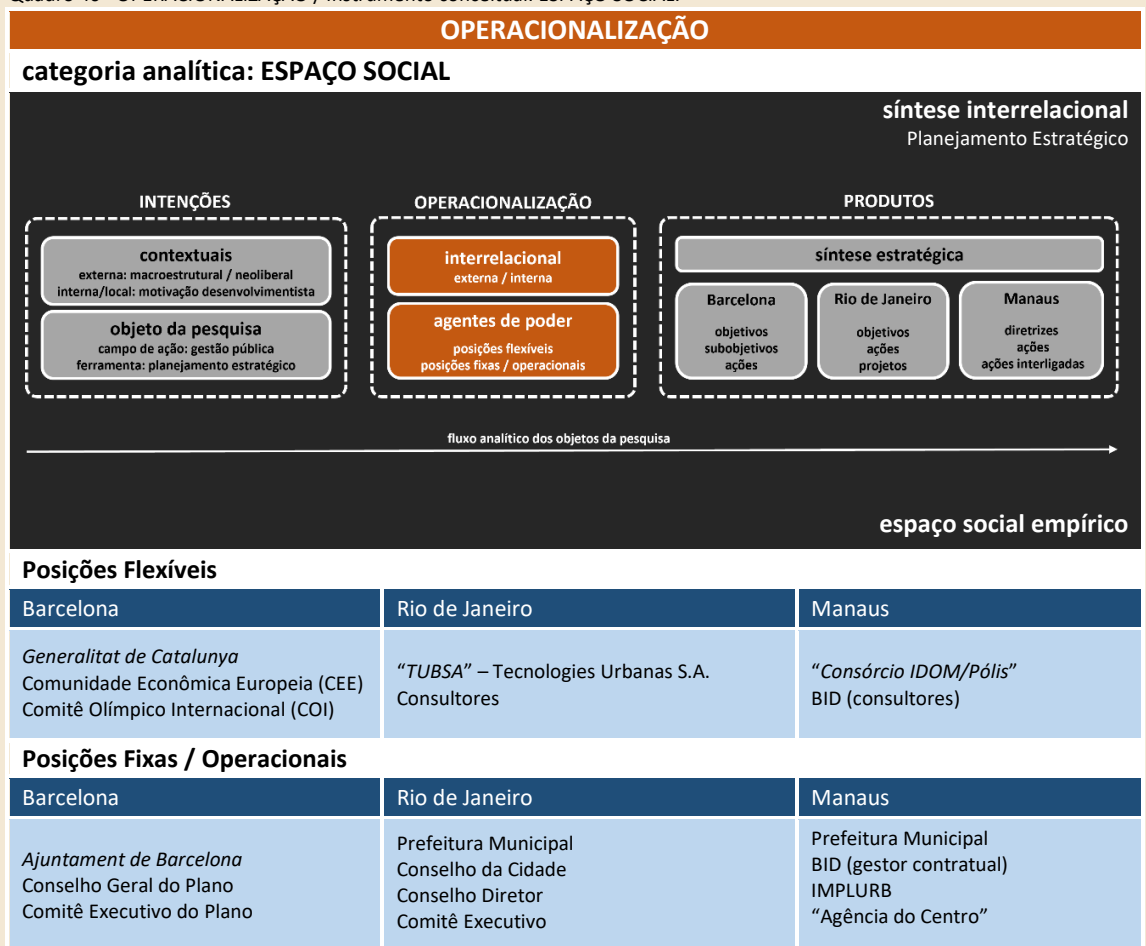 OPERACIONALIZAÇÃO
categoria analítica: ESPAÇO SOCIAL
síntese interrelacional
Planejamento Estratégico
INTENÇÕES
contextuais
externa: macroestrutural / neoliberal
interna/local: motivação desenvolvimentista
objeto da pesquisa
campo de ação: gestão pública
ferramenta: planejamento estratégico
OPERACIONALIZAÇÃO
interrelacional
externa / interna
agentes de poder
posições flexíveis
posições fixas / operacionais
PRODUTOS
síntese estratégica
Barcelona
objetivos
subobjetivos
ações
Rio de Janeiro
objetivos
ações
projetos
Manaus
diretrizes
ações
ações interligadas
fluxo analítico dos objetos da pesquisa
espaço social empírico
Posições Flexíveis
Barcelona
Rio de Janeiro
Manaus
Generalitat de Catalunya
Comunidade Econômica Europeia (CEE)
Comitê Olímpico Internacional (COI)
“TUBSA” – Tecnologies Urbanas S.A.
Consultores
“Consórcio IDOM/Pólis”
BID (consultores)
Posições Fixas / Operacionais
Barcelona
Rio de Janeiro
Manaus
Ajuntament de Barcelona
Conselho Geral do Plano
Comitê Executivo do Plano
Prefeitura Municipal
Conselho da Cidade
Conselho Diretor
Comitê Executivo
Prefeitura Municipal
BID (gestor contratual)
IMPLURB
“Agência do Centro”